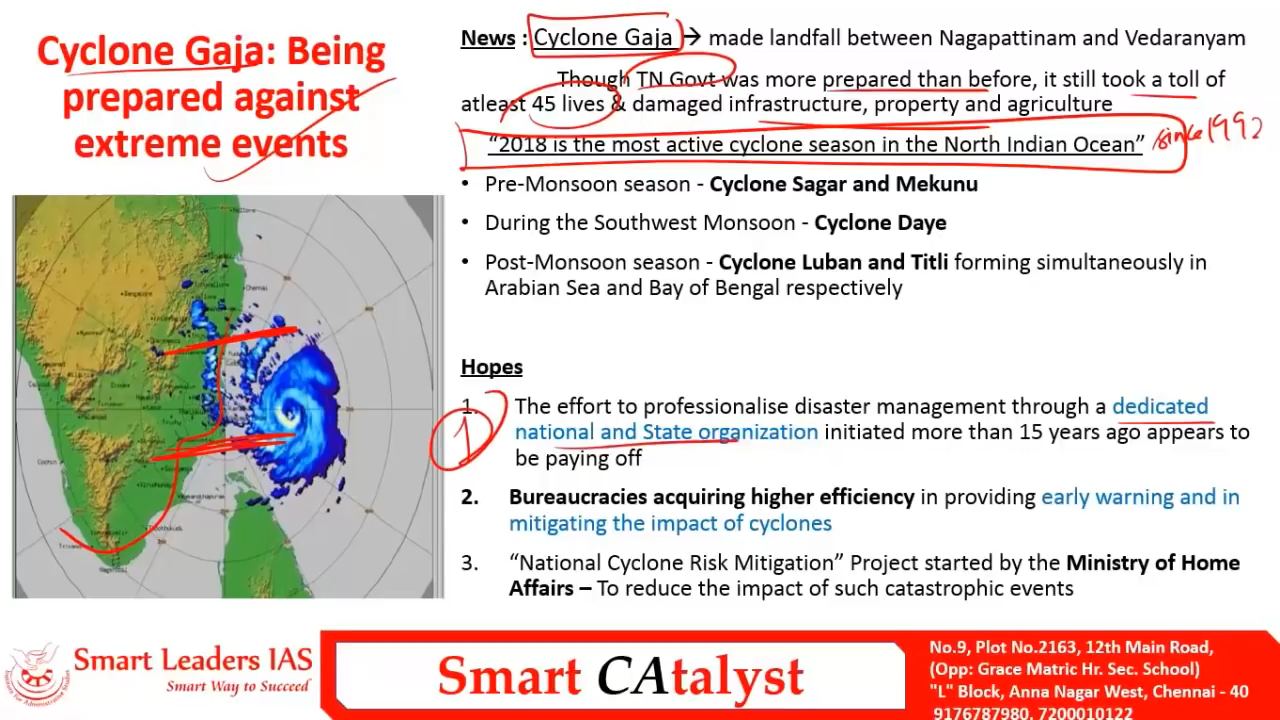 Cyclone Gaja: Being
prepared against
extreme events
News : Cyclone Gaja → made landfall between Nagapattinam and Vedaranyam
Though TN Govt was more prepared than before, it still took a toll of
atleast 45 lives & damaged infrastructure, property and agriculture
"2018 is the most active cyclone season in the North Indian Ocean" since 1992
• Pre-Monsoon season - Cyclone Sagar and Mekunu
• During the Southwest Monsoon - Cyclone Daye
• Post-Monsoon season - Cyclone Luban and Titli forming simultaneously in
Arabian Sea and Bay of Bengal respectively
Hopes
1. The effort to professionalise disaster management through a dedicated
national and State organization initiated more than 15 years ago appears to
be paying off
1
2. Bureaucracies acquiring higher efficiency in providing early warning and in
mitigating the impact of cyclones
3. "National Cyclone Risk Mitigation" Project started by the Ministry of Home
Affairs – To reduce the impact of such catastrophic events
Smart Leaders IAS
Smart Way to Succeed
Smart CAtalyst
No.9, Plot No.2163, 12th Main Road,
(Opp: Grace Matric Hr. Sec. School)
"L" Block, Anna Nagar West, Chennai - 40
9176787980, 7200010122